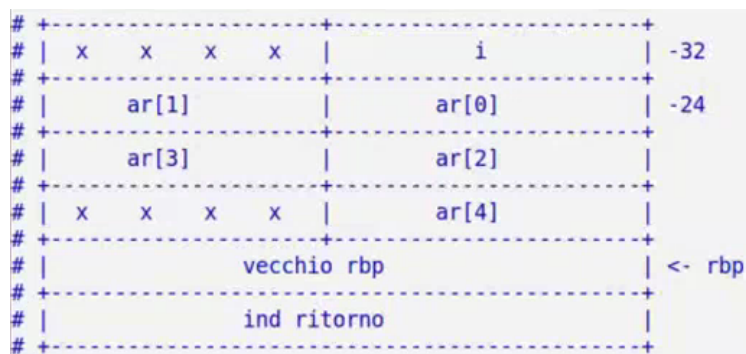 # +---------------------+------------------------+
# |  x    x    x    x   |           i            | -32
# +---------------------+------------------------+
# |      ar[1]          |        ar[0]           | -24
# +---------------------+------------------------+
# |      ar[3]          |        ar[2]           |
# +---------------------+------------------------+
# |  x    x    x    x   |        ar[4]           |
# +---------------------+------------------------+
# |               vecchio rbp                    | <- rbp
# +----------------------------------------------+
# |               ind ritorno                    |
# +----------------------------------------------+